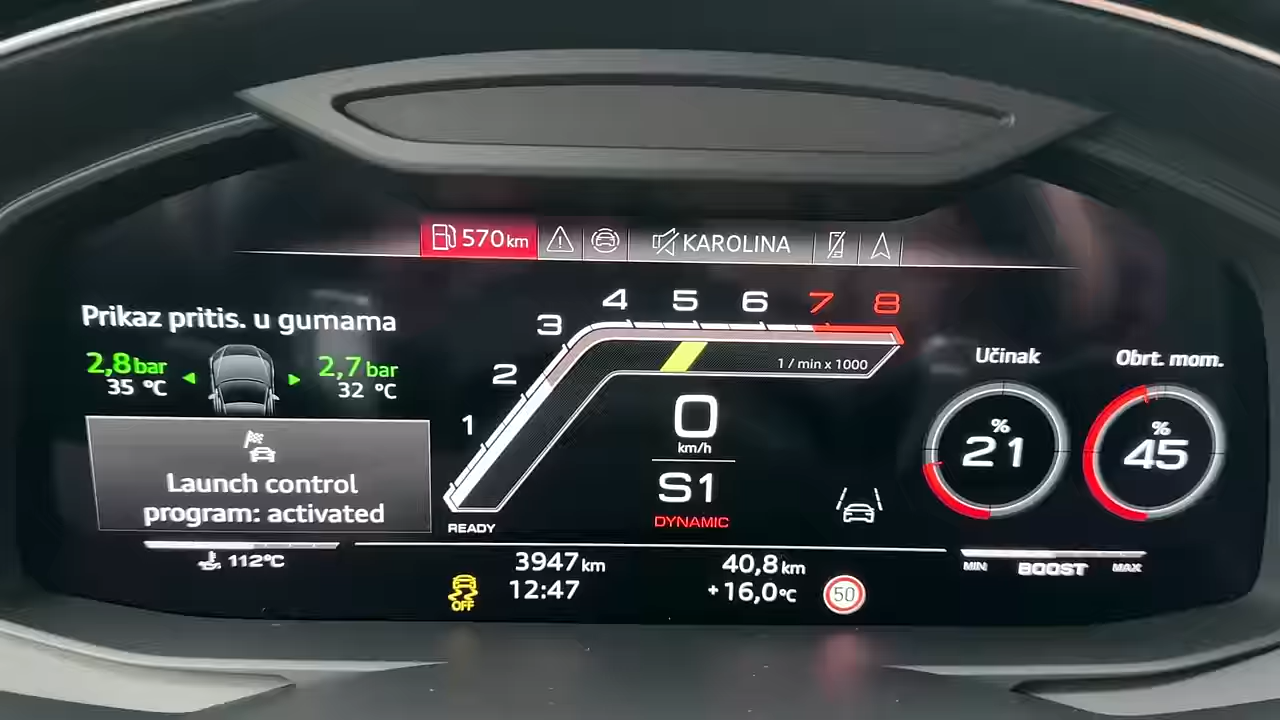 570 km
KAROLINA
Prikaz pritis. u gumama
2,8 bar
35 °C
2,7 bar
32 °C
Launch control
program: activated
112°C
1 2 3 4 5 6 7 8
1 / min x 1000
READY
0
km/h
S1
DYNAMIC
Učinak
%
21
Obrt. mom.
%
45
MIN BOOST MAX
OFF
3947 km
12:47
40,8 km
+16,0°C
50